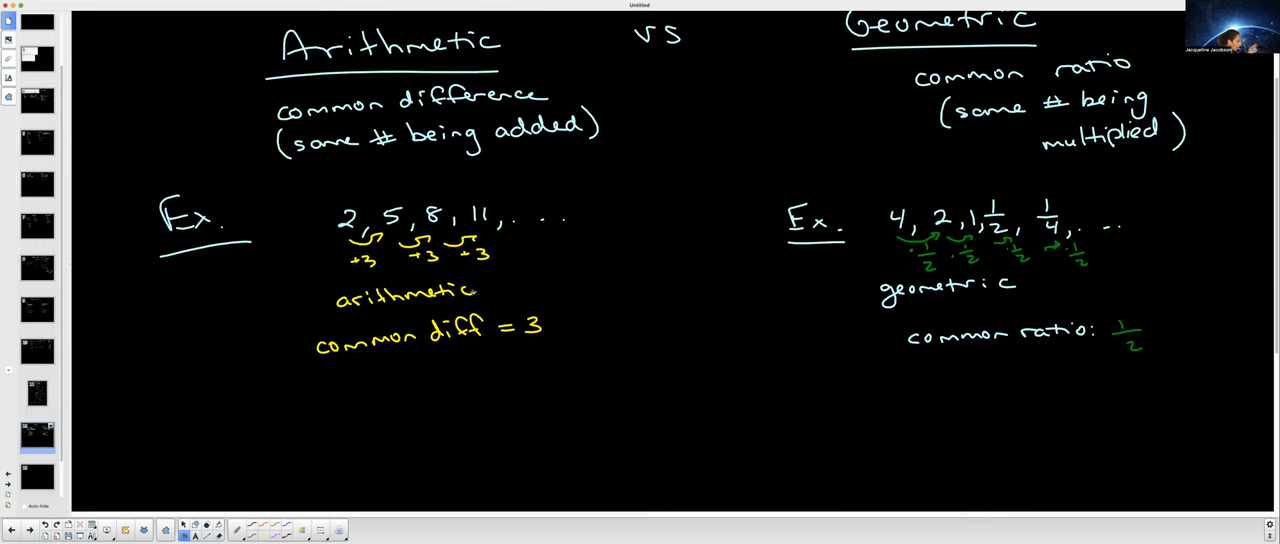 Untitled
Arithmetic
vs
Geometric
Jacqueline Jacobson
common difference
(same # being added)
common ratio
(same # being
multiplied)
Ex.
2, 5, 8, 11, . . .
+3 +3 +3
arithmetic
common diff = 3
Ex.
4, 2, 1, 1/2, 1/4, . . .
·1/2 ·1/2 ·1/2 ·1/2
geometric
common ratio: 1/2
Auto-hide